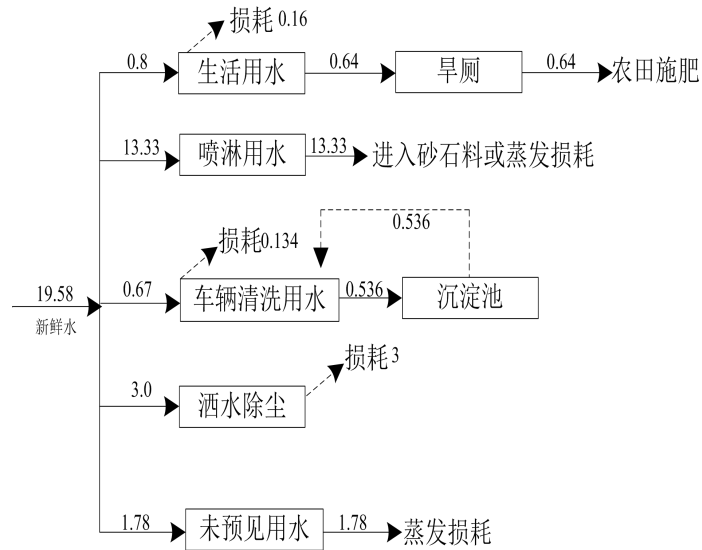 损耗 0.16
0.8 生活用水 0.64 旱厕 0.64 农田施肥
13.33 喷淋用水 13.33 进入砂石料或蒸发损耗
0.536
损耗 0.134
19.58 0.67 车辆清洗用水 0.536 沉淀池
新鲜水
损耗 3
3.0 洒水除尘
1.78 未预见用水 1.78 蒸发损耗